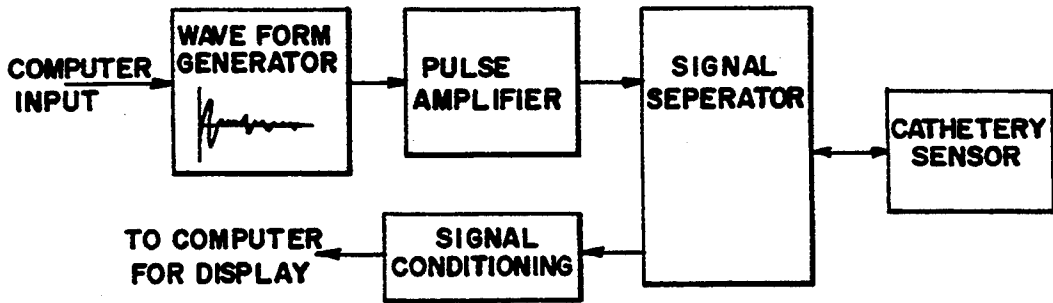 COMPUTER
INPUT
WAVE FORM
GENERATOR
PULSE
AMPLIFIER
SIGNAL
SEPERATOR
CATHETERY
SENSOR
SIGNAL
CONDITIONING
TO COMPUTER
FOR DISPLAY